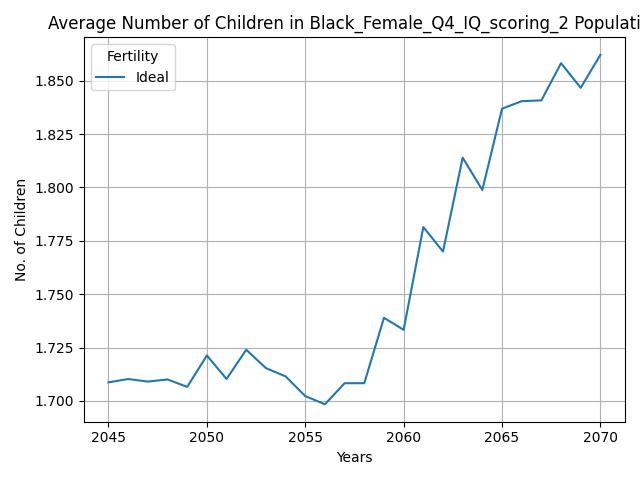 Average Number of Children in Black_Female_Q4_IQ_scoring_2 Populati
Fertility
Ideal
1.850
1.825
1.800
1.775
1.750
1.725
1.700
No. of Children
2045 2050 2055 2060 2065 2070
Years